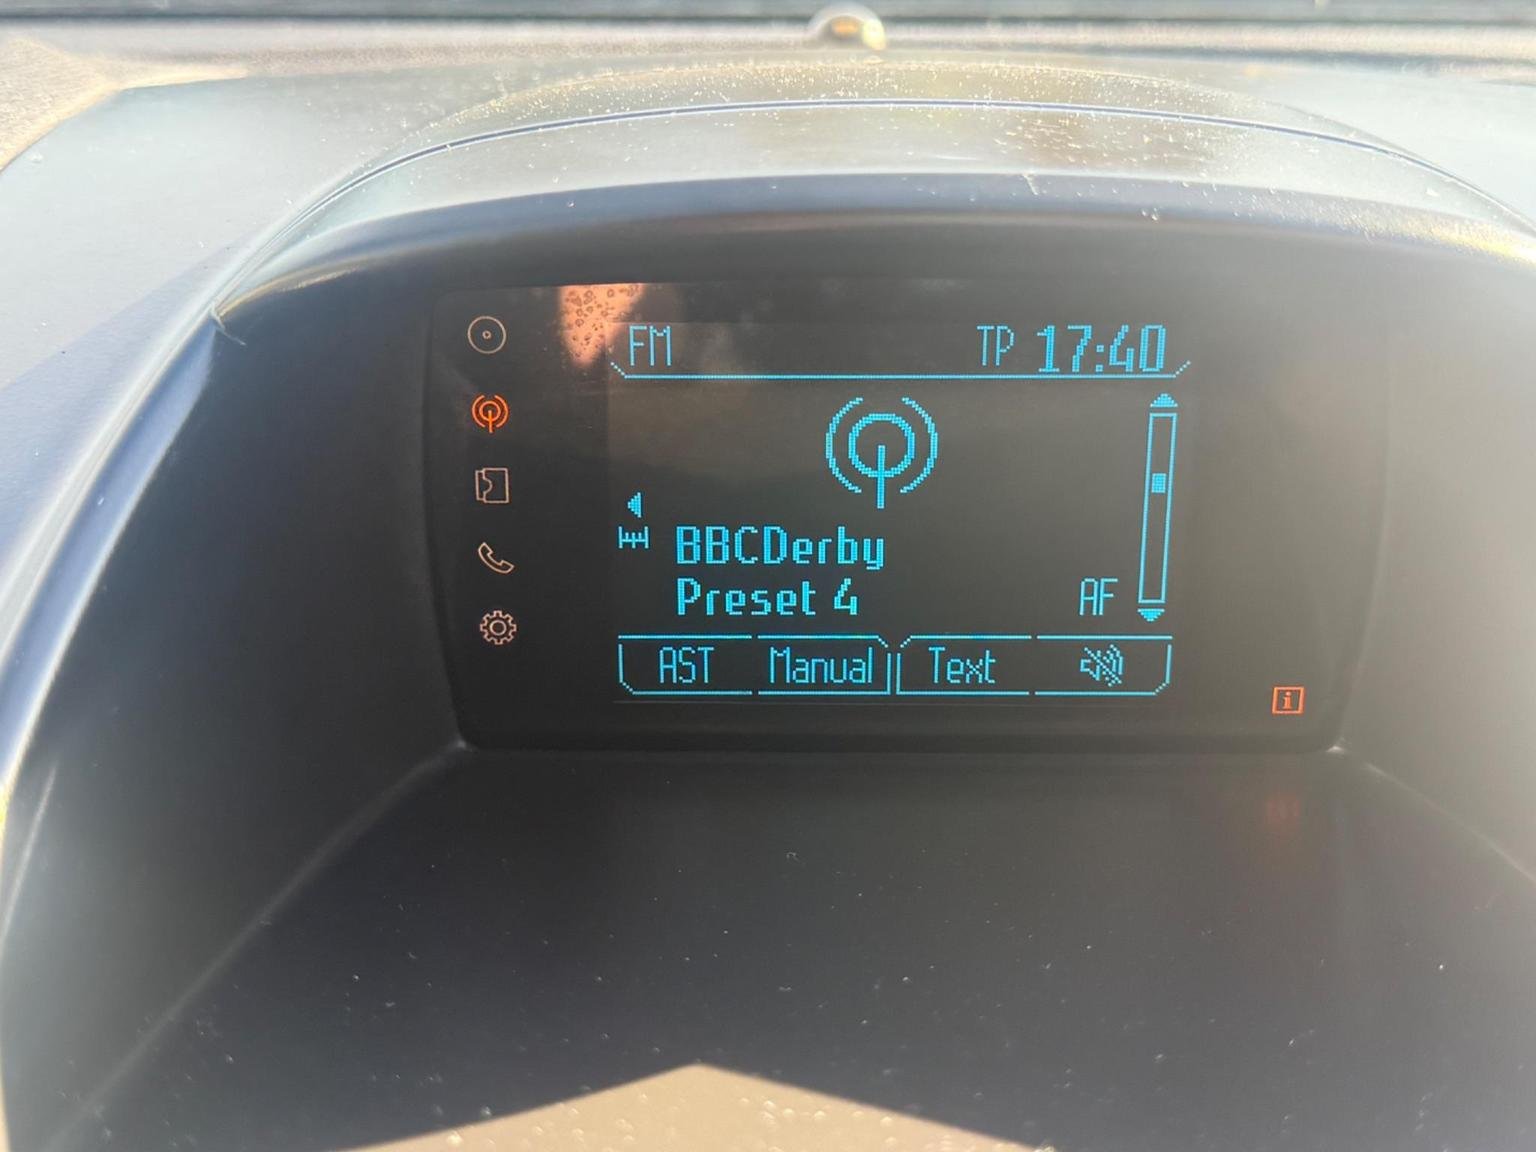 FM TP 17:40
BBCDerby
Preset 4 AF
AST Manual Text
i